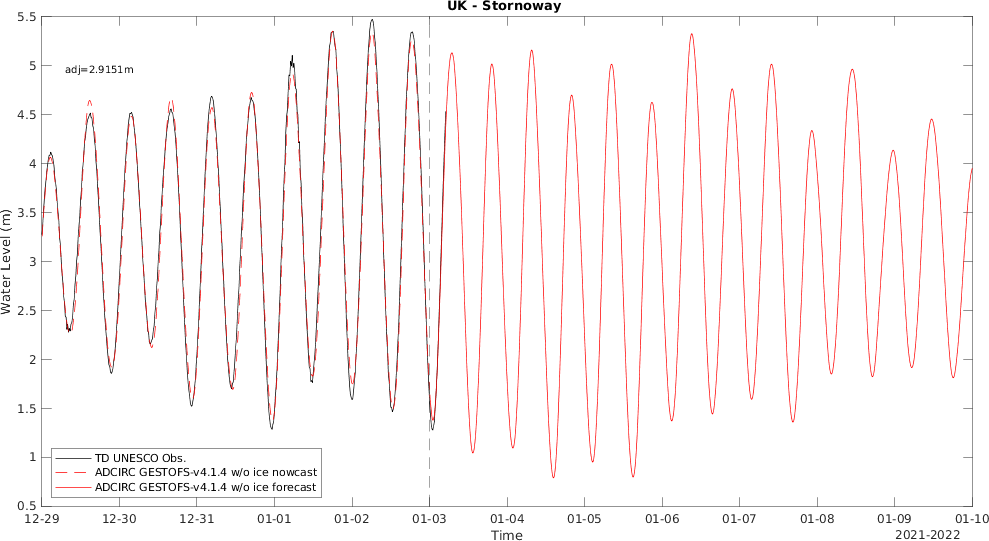 UK - Stornoway
adj=2.9151m
Water Level (m)
5.5
5
4.5
4
3.5
3
2.5
2
1.5
1
0.5
TD UNESCO Obs.
ADCIRC GESTOFS-v4.1.4 w/o ice nowcast
ADCIRC GESTOFS-v4.1.4 w/o ice forecast
12-29 12-30 12-31 01-01 01-02 01-03 01-04 01-05 01-06 01-07 01-08 01-09 01-10
Time
2021-2022